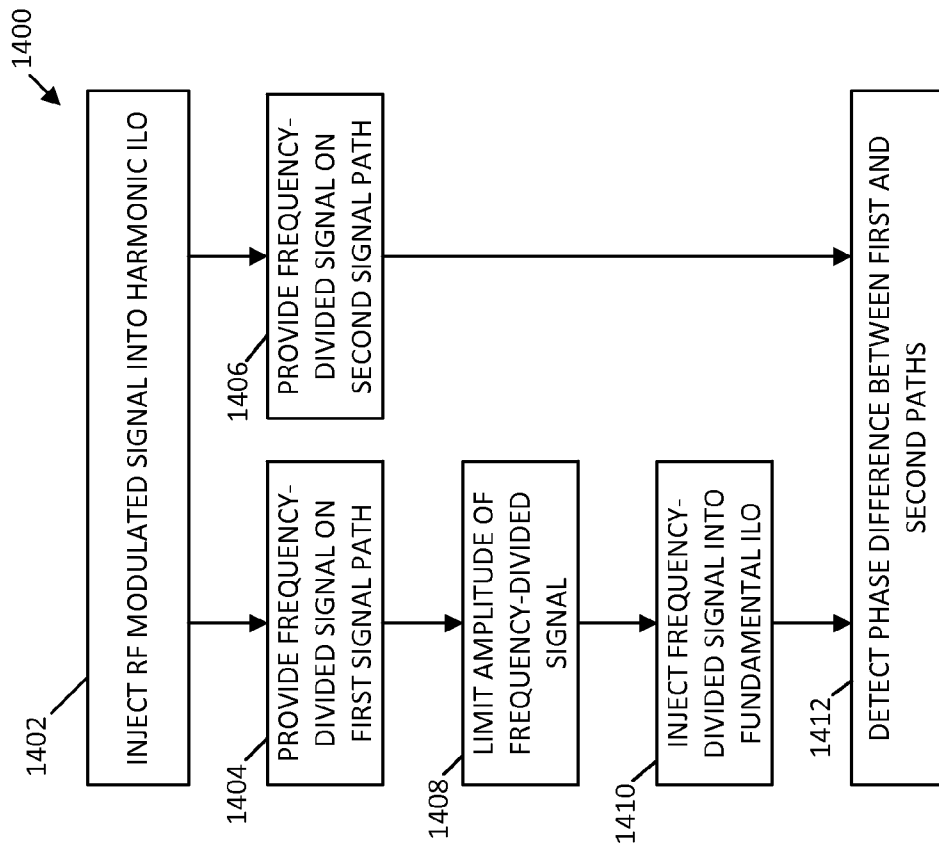 1400
1402
INJECT RF MODULATED SIGNAL INTO HARMONIC ILO
1404
PROVIDE FREQUENCY-
DIVIDED SIGNAL ON
FIRST SIGNAL PATH
1406
PROVIDE FREQUENCY-
DIVIDED SIGNAL ON
SECOND SIGNAL PATH
1408
LIMIT AMPLITUDE OF
FREQUENCY-DIVIDED
SIGNAL
1410
INJECT FREQUENCY-
DIVIDED SIGNAL INTO
FUNDAMENTAL ILO
1412
DETECT PHASE DIFFERENCE BETWEEN FIRST AND
SECOND PATHS